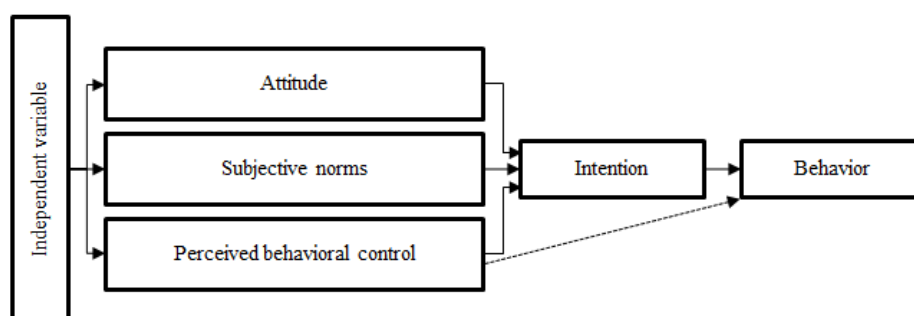 Independent variable
Attitude
Subjective norms
Perceived behavioral control
Intention
Behavior